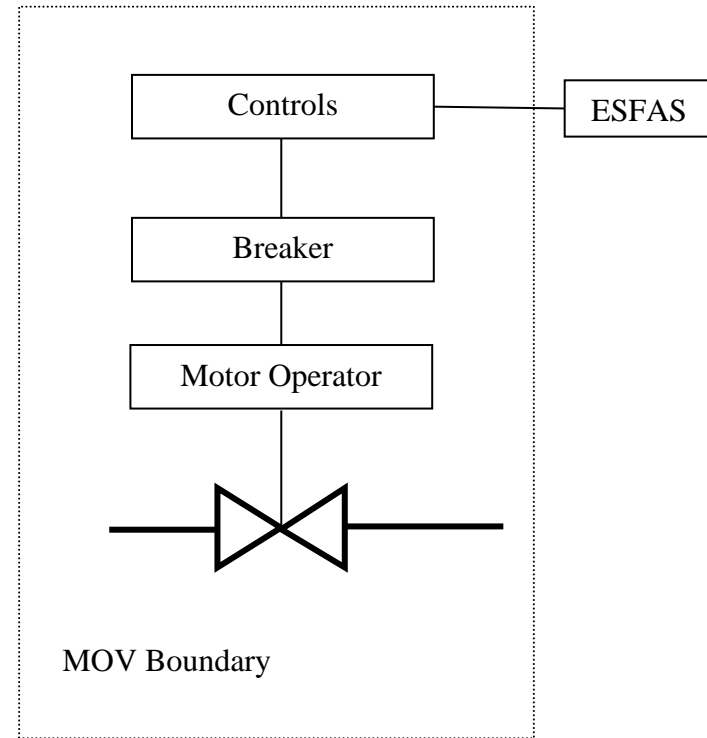 Controls
ESFAS
Breaker
Motor Operator
MOV Boundary